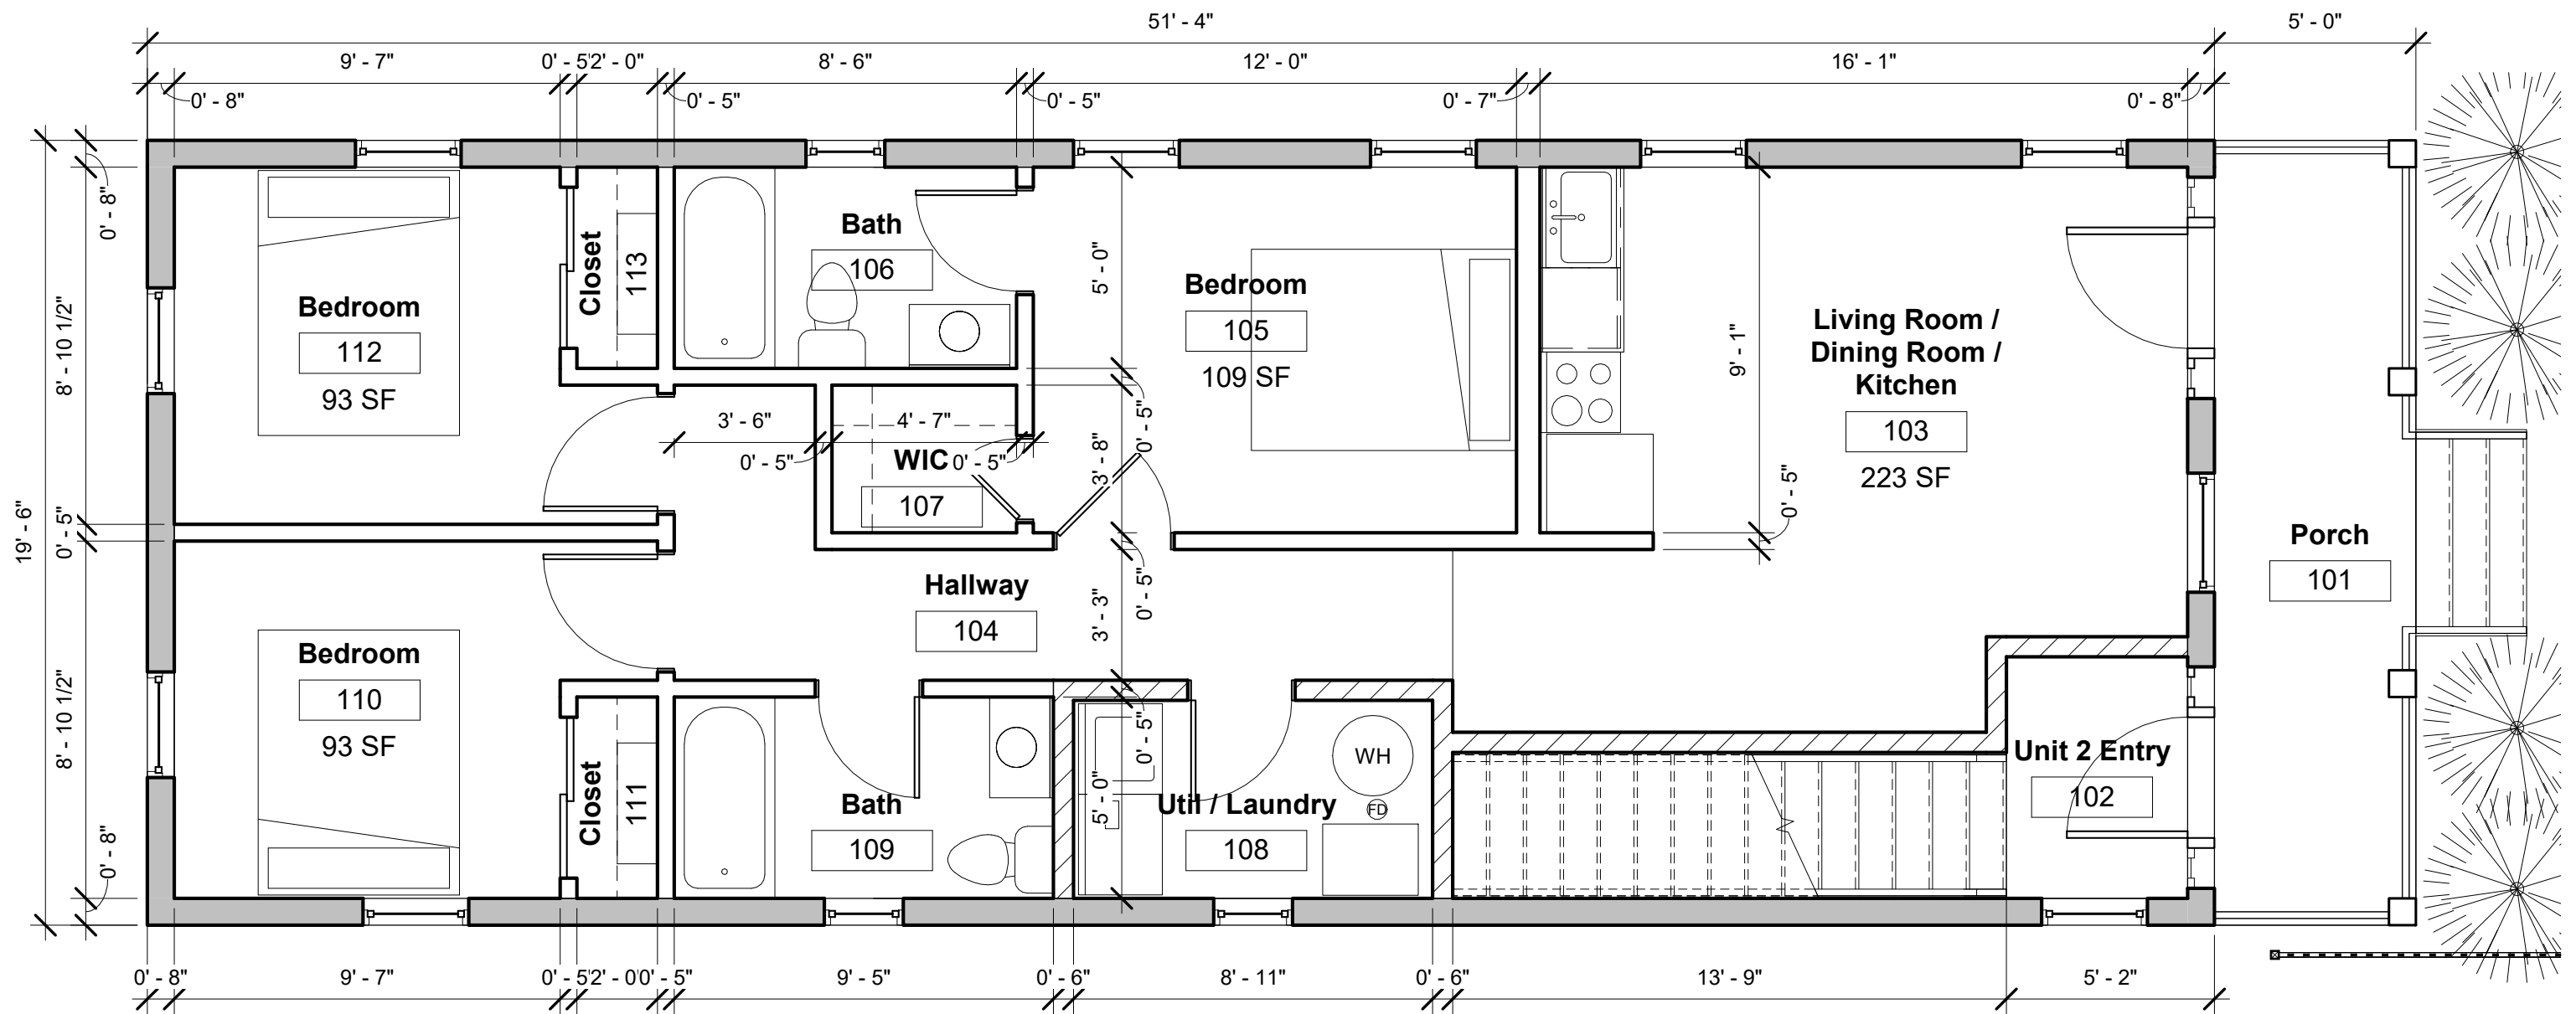 51' - 4"
5' - 0"
9' - 7"
0' - 5"
2' - 0"
8' - 6"
12' - 0"
16' - 1"
0' - 8"
0' - 5"
0' - 5"
0' - 7"
0' - 8"
19' - 6"
0' - 8"
8' - 10 1/2"
0' - 5"
8' - 10 1/2"
0' - 8"
Bedroom
112
93 SF
Closet
113
Bath
106
5' - 0"
Bedroom
105
109 SF
9' - 1"
Living Room /
Dining Room /
Kitchen
103
223 SF
3' - 6"
4' - 7"
0' - 5"
WIC
0' - 5"
107
3' - 8"
0' - 5"
0' - 5"
Porch
101
Hallway
104
3' - 3"
0' - 5"
Bedroom
110
93 SF
Closet
111
Bath
109
0' - 5"
5' - 0"
WH
FD
Util / Laundry
108
Unit 2 Entry
102
0' - 8"
9' - 7"
0' - 5"
2' - 0"
0' - 5"
9' - 5"
0' - 6"
8' - 11"
0' - 6"
13' - 9"
5' - 2"